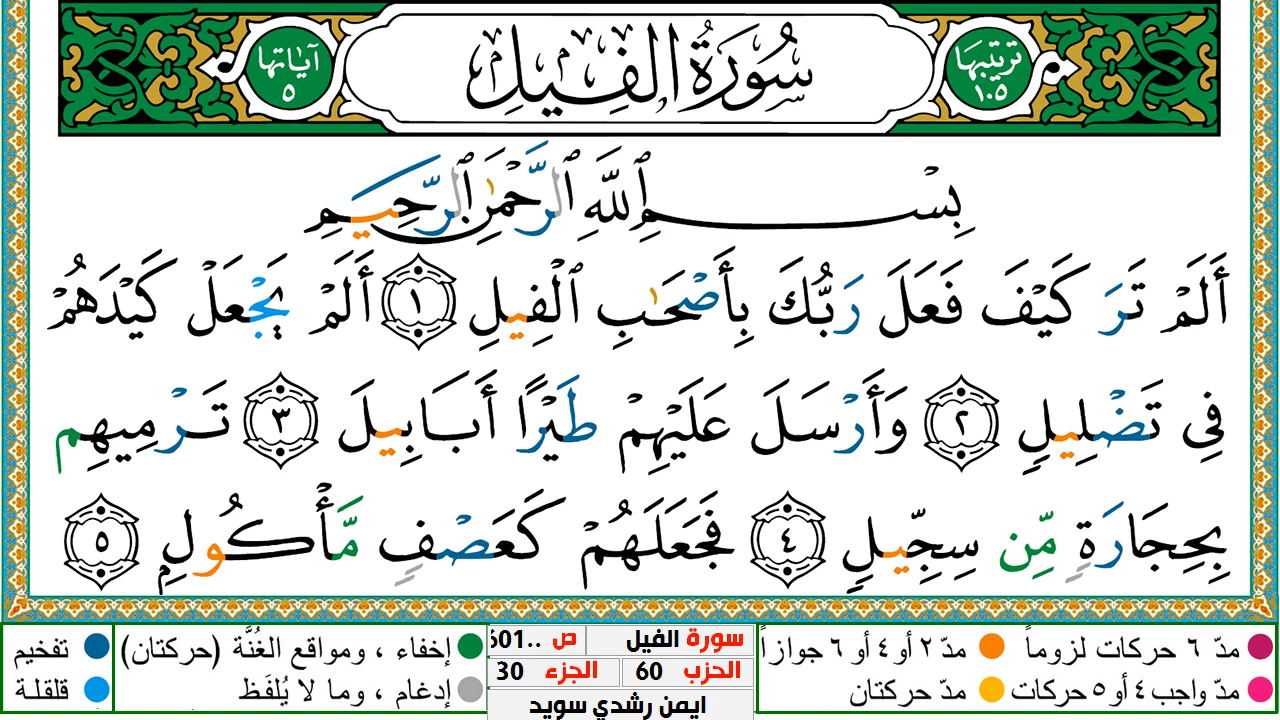 ترتيبها ١٠٥
سُورَةُ الْفِيلِ
آياتها ٥
بِسْمِ ٱللَّهِ ٱلرَّحْمَٰنِ ٱلرَّحِيمِ
أَلَمْ تَرَ كَيْفَ فَعَلَ رَبُّكَ بِأَصْحَٰبِ ٱلْفِيلِ ١ أَلَمْ يَجْعَلْ كَيْدَهُمْ
فِى تَضْلِيلٍ ٢ وَأَرْسَلَ عَلَيْهِمْ طَيْرًا أَبَابِيلَ ٣ تَرْمِيهِم
بِحِجَارَةٍ مِّن سِجِّيلٍ ٤ فَجَعَلَهُمْ كَعَصْفٍ مَّأْكُولٍ ٥
مدّ ٦ حركات لزوماً مدّ ٢ أو ٤ أو ٦ جوازاً
مدّ واجب ٤ أو ٥ حركات مدّ حركتان
سورة الفيل ص ..601
الحزب 60 الجزء 30
ايمن رشدي سويد
إخفاء ، ومواقع الغُنَّة (حركتان) تفخيم
إدغام ، وما لا يُلفَظ قلقلة